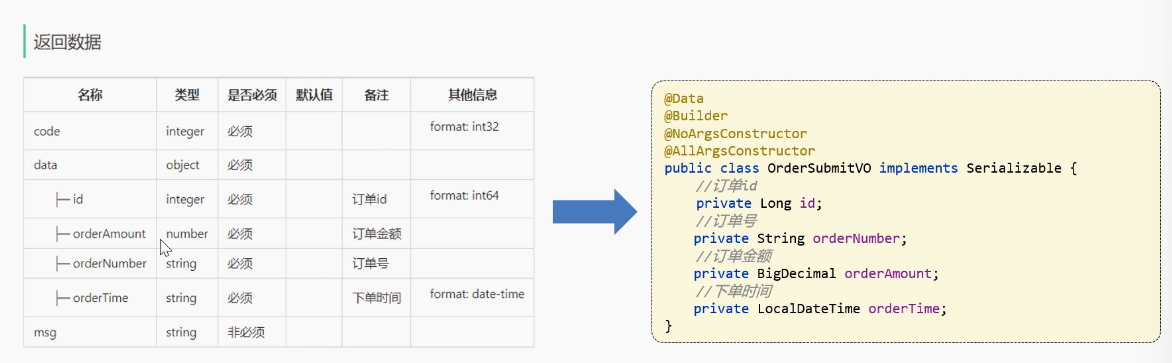 返回数据
名称 类型 是否必须 默认值 备注 其他信息
code integer 必须 format: int32
data object 必须
├─ id integer 必须 订单id format: int64
├─ orderAmount number 必须 订单金额
├─ orderNumber string 必须 订单号
├─ orderTime string 必须 下单时间 format: date-time
msg string 非必须
@Data
@Builder
@NoArgsConstructor
@AllArgsConstructor
public class OrderSubmitVO implements Serializable {
//订单id
private Long id;
//订单号
private String orderNumber;
//订单金额
private BigDecimal orderAmount;
//下单时间
private LocalDateTime orderTime;
}